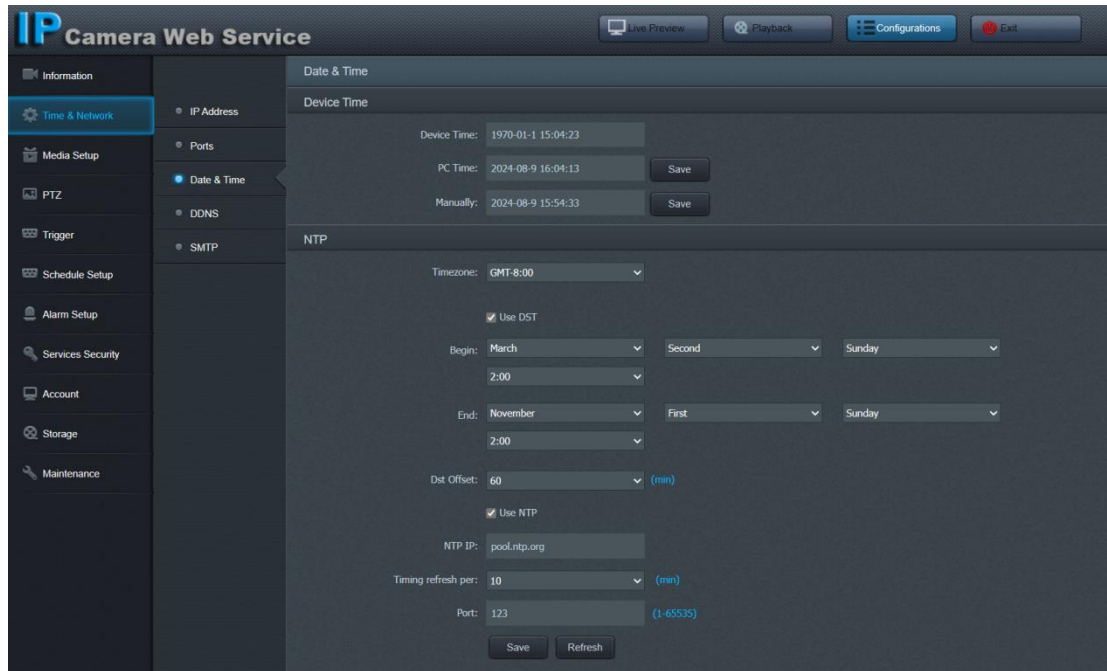 IP Camera Web Service
Live Preview
Playback
Configurations
Exit
Information
Time & Network
Media Setup
PTZ
Trigger
Schedule Setup
Alarm Setup
Services Security
Account
Storage
Maintenance
IP Address
Ports
Date & Time
DDNS
SMTP
Date & Time
Device Time
Device Time: 1970-01-1 15:04:23
PC Time: 2024-08-9 16:04:13 Save
Manually: 2024-08-9 15:54:33 Save
NTP
Timezone: GMT-8:00
Use DST
Begin: March Second Sunday
2:00
End: November First Sunday
2:00
Dst Offset: 60 (min)
Use NTP
NTP IP: pool.ntp.org
Timing refresh per: 10 (min)
Port: 123 (1-65535)
Save Refresh